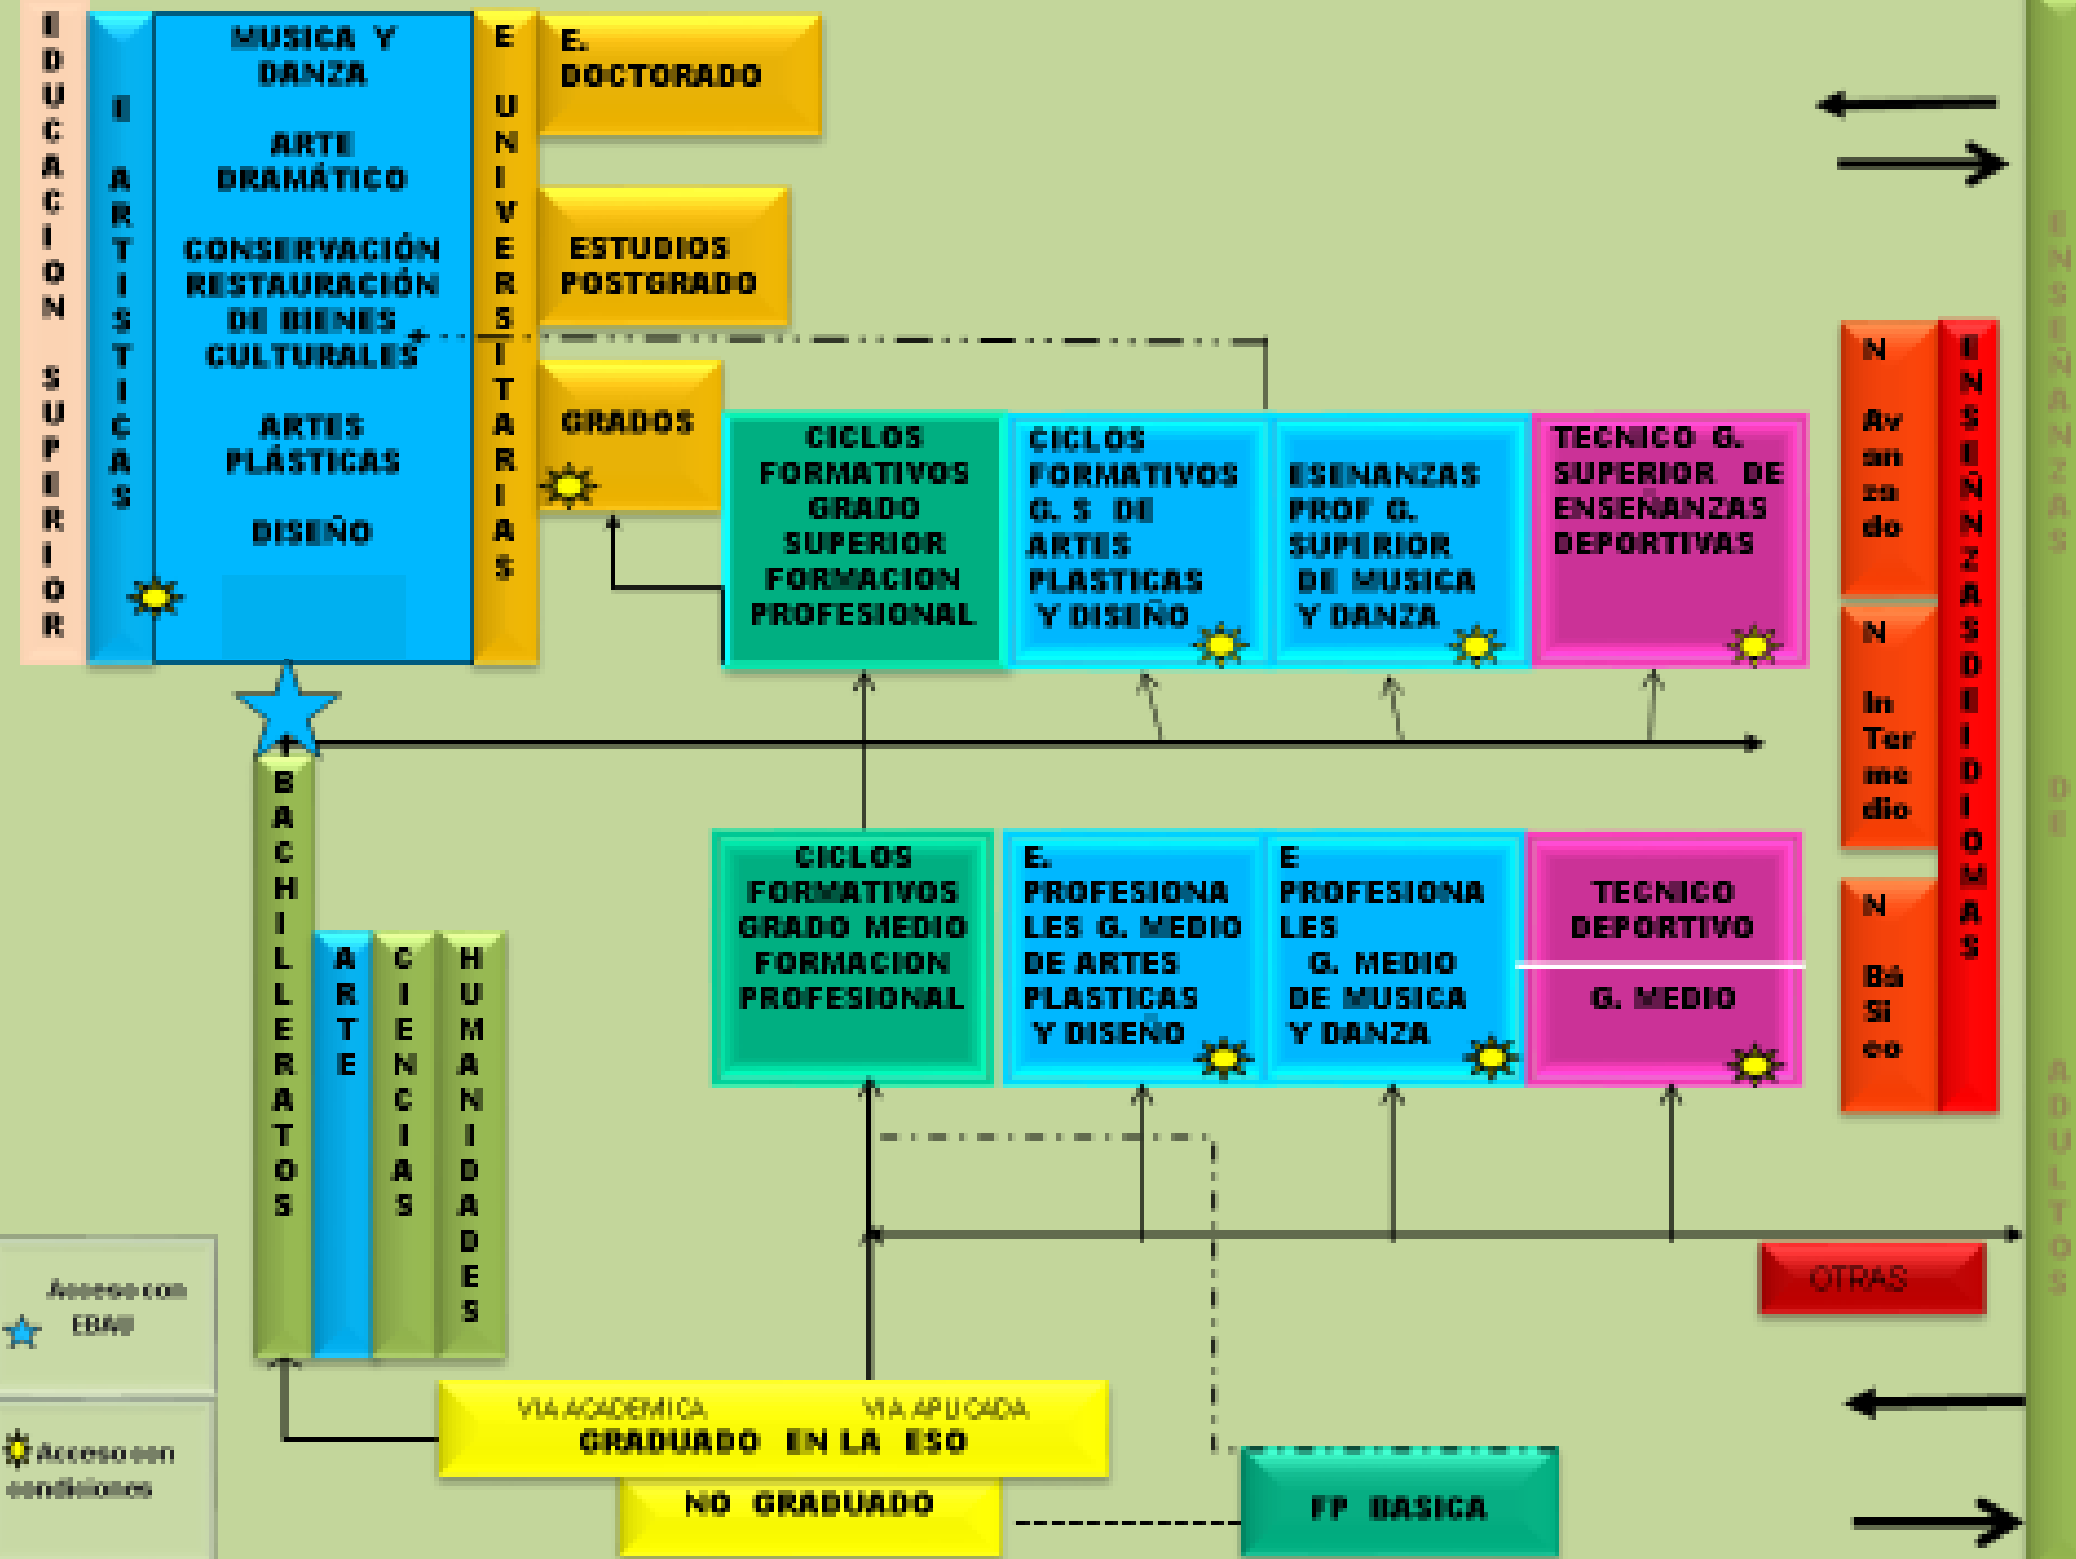 EDUCACION SUPERIOR
E ARTISTICAS
MUSICA Y
DANZA
ARTE
DRAMÁTICO
CONSERVACIÓN
RESTAURACIÓN
DE BIENES
CULTURALES
ARTES
PLÁSTICAS
DISEÑO
E UNIVERSITARIAS
E.
DOCTORADO
ESTUDIOS
POSTGRADO
GRADOS
CICLOS
FORMATIVOS
GRADO
SUPERIOR
FORMACION
PROFESIONAL
CICLOS
FORMATIVOS
G. S DE
ARTES
PLASTICAS
Y DISEÑO
ESENANZAS
PROF G.
SUPERIOR
DE MUSICA
Y DANZA
TECNICO G.
SUPERIOR DE
ENSEÑANZAS
DEPORTIVAS
N
Av
an
za
do
N
In
Ter
me
dio
N
Bá
Si
co
ENSEÑNZASDEIDIOMAS
ENSEÑANZAS DE ADULTOS
BACHILLERATOS
ARTE
CIENCIAS
HUMANIDADES
CICLOS
FORMATIVOS
GRADO MEDIO
FORMACION
PROFESIONAL
E.
PROFESIONA
LES G. MEDIO
DE ARTES
PLASTICAS
Y DISEÑO
E
PROFESIONA
LES
G. MEDIO
DE MUSICA
Y DANZA
TECNICO
DEPORTIVO
G. MEDIO
OTRAS
Acceso con
EBAU
Acceso con
condiciones
VIA ACADEMICA VIA APLICADA
GRADUADO EN LA ESO
NO GRADUADO
FP BASICA